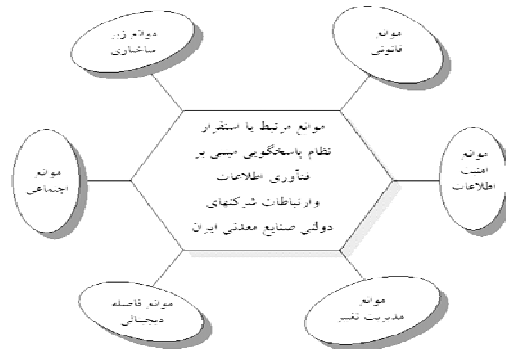 موانع
قانونی
موانع زیر
ساختاری
موانع مرتبط با استقرار
نظام پاسخگویی مبتنی بر
فنآوری اطلاعات
وارتباطات شرکتهای
دولتی صنایع معدنی ایران
موانع
امنیت
اطلاعات
موانع
اجتماعی
موانع
مدیریت تغییر
موانع فاصله
دیجیتالی